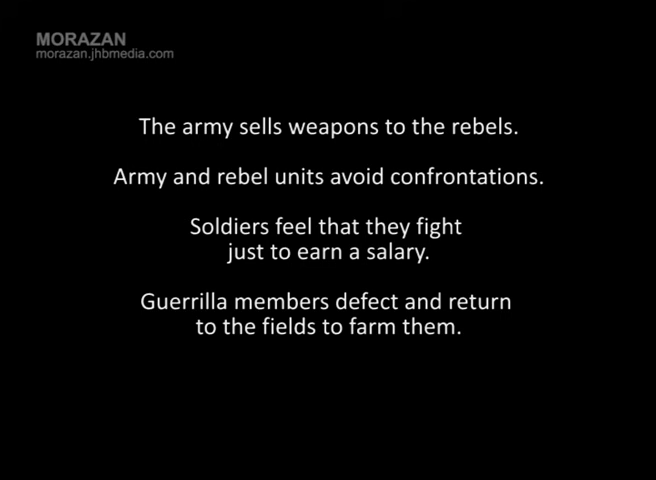 MORAZAN
morazan.jhbmedia.com
The army sells weapons to the rebels.
Army and rebel units avoid confrontations.
Soldiers feel that they fight
just to earn a salary.
Guerrilla members defect and return
to the fields to farm them.